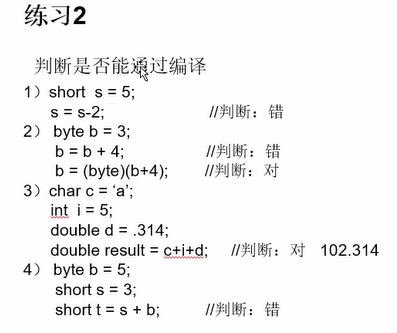 练习2
判断是否能通过编译
1）short  s = 5;
s = s-2;  //判断：错
2） byte b = 3;
b = b + 4;  //判断：错
b = (byte)(b+4);  //判断：对
3）char c = ‘a’;
int  i = 5;
double d = .314;
double result = c+i+d;  //判断：对   102.314
4） byte b = 5;
short s = 3;
short t = s + b;  //判断：错